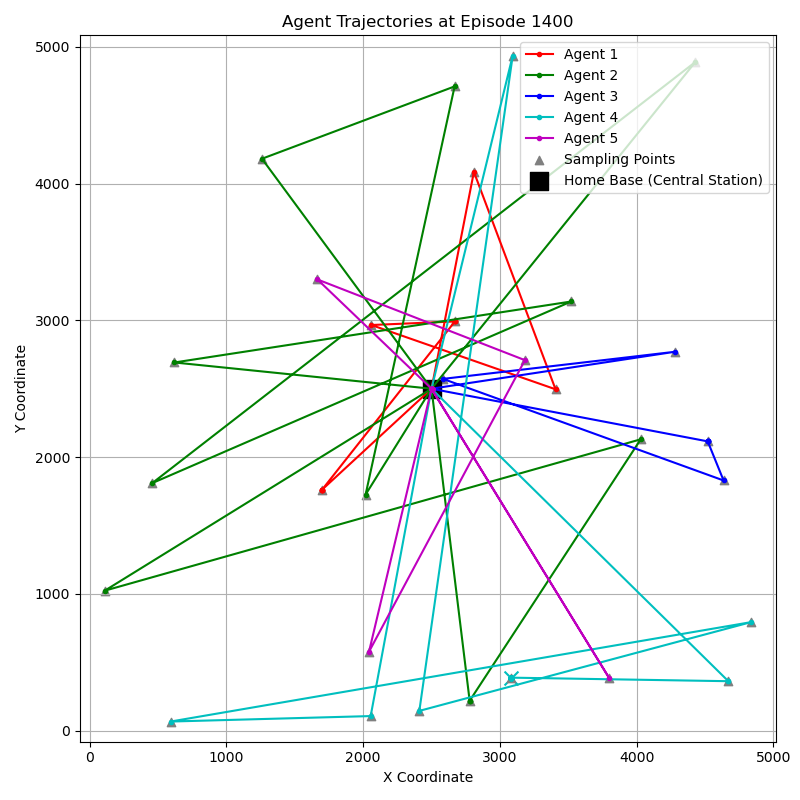 Agent Trajectories at Episode 1400
Agent 1
Agent 2
Agent 3
Agent 4
Agent 5
Sampling Points
Home Base (Central Station)
Y Coordinate
5000
4000
3000
2000
1000
0
0 1000 2000 3000 4000 5000
X Coordinate